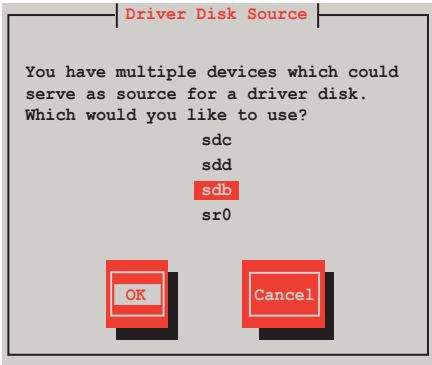 Driver Disk Source
You have multiple devices which could
serve as source for a driver disk.
Which would you like to use?
sdc
sdd
sdb
sr0
OK
Cancel